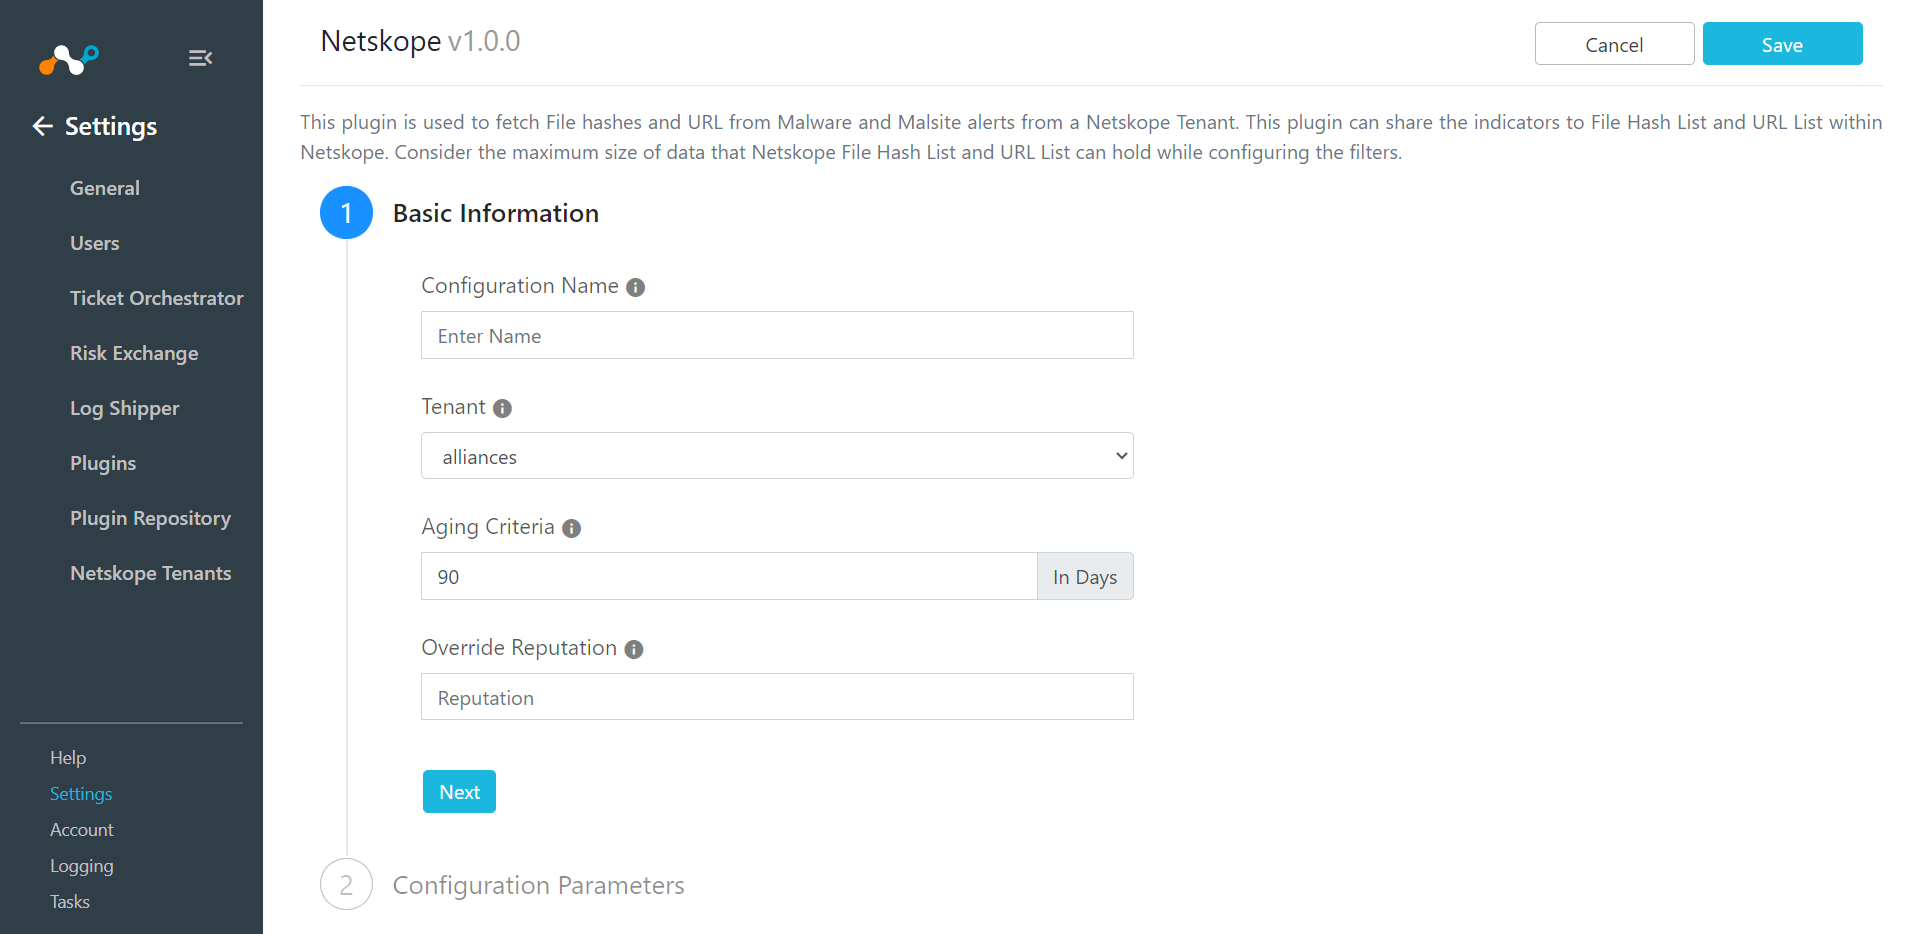 Settings
General
Users
Ticket Orchestrator
Risk Exchange
Log Shipper
Plugins
Plugin Repository
Netskope Tenants
Help
Settings
Account
Logging
Tasks
Netskope v1.0.0
Cancel
Save
This plugin is used to fetch File hashes and URL from Malware and Malsite alerts from a Netskope Tenant. This plugin can share the indicators to File Hash List and URL List within
Netskope. Consider the maximum size of data that Netskope File Hash List and URL List can hold while configuring the filters.
1 Basic Information
Configuration Name
Enter Name
Tenant
alliances
Aging Criteria
90 In Days
Override Reputation
Reputation
Next
2 Configuration Parameters